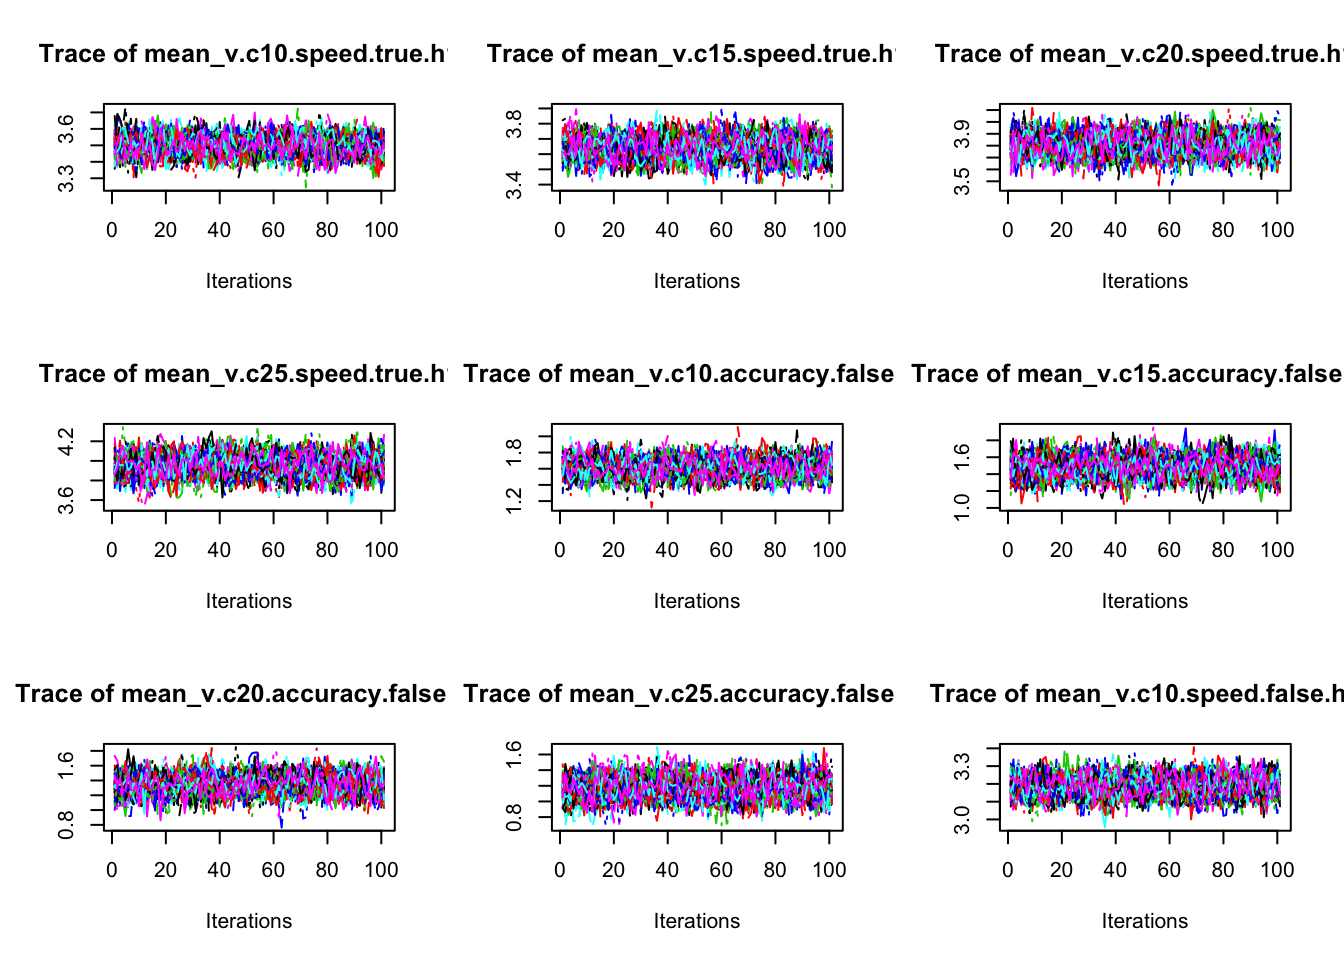 Trace of mean_v.c10.speed.true.h
Trace of mean_v.c15.speed.true.h
Trace of mean_v.c20.speed.true.h
3.3 3.6
3.4 3.8
3.5 3.9
0 20 40 60 80 100
0 20 40 60 80 100
0 20 40 60 80 100
Iterations
Iterations
Iterations
Trace of mean_v.c25.speed.true.h
Trace of mean_v.c10.accuracy.false
Trace of mean_v.c15.accuracy.false
3.6 4.2
1.2 1.8
1.0 1.6
0 20 40 60 80 100
0 20 40 60 80 100
0 20 40 60 80 100
Iterations
Iterations
Iterations
Trace of mean_v.c20.accuracy.false
Trace of mean_v.c25.accuracy.false
Trace of mean_v.c10.speed.false.h
0.8 1.6
0.8 1.6
3.0 3.3
0 20 40 60 80 100
0 20 40 60 80 100
0 20 40 60 80 100
Iterations
Iterations
Iterations